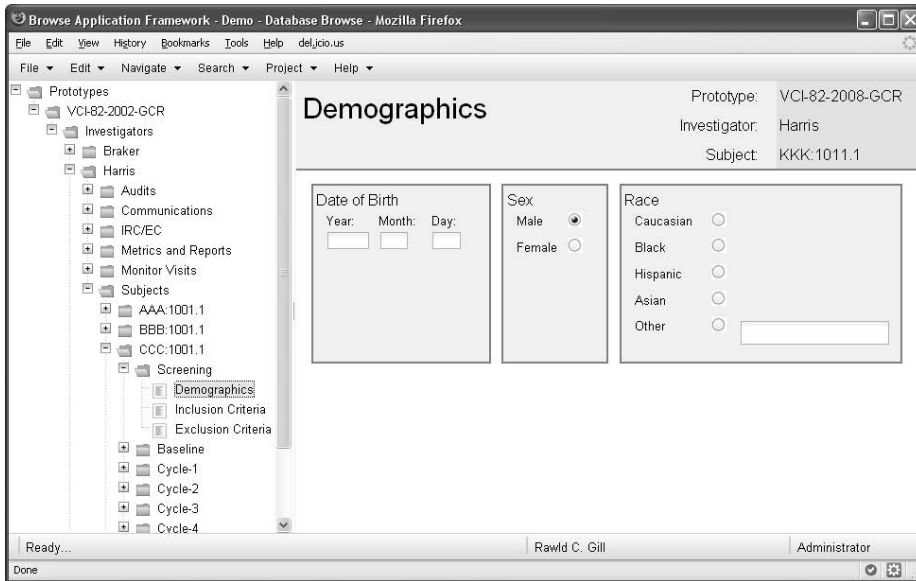 Browse Application Framework - Demo - Database Browse - Mozilla Firefox
File Edit View History Bookmarks Tools Help del.icio.us
File Edit Navigate Search Project Help
Prototypes
VCI-82-2002-GCR
Investigators
Braker
Harris
Audits
Communications
IRC/EC
Metrics and Reports
Monitor Visits
Subjects
AAA:1001.1
BBB:1001.1
CCC:1001.1
Screening
Demographics
Inclusion Criteria
Exclusion Criteria
Baseline
Cycle-1
Cycle-2
Cycle-3
Cycle-4
Demographics
Prototype: VCI-82-2008-GCR
Investigator: Harris
Subject: KKK:1011.1
Date of Birth
Year: Month: Day:
Sex
Male
Female
Race
Caucasian
Black
Hispanic
Asian
Other
Ready... Rawld C. Gill Administrator
Done